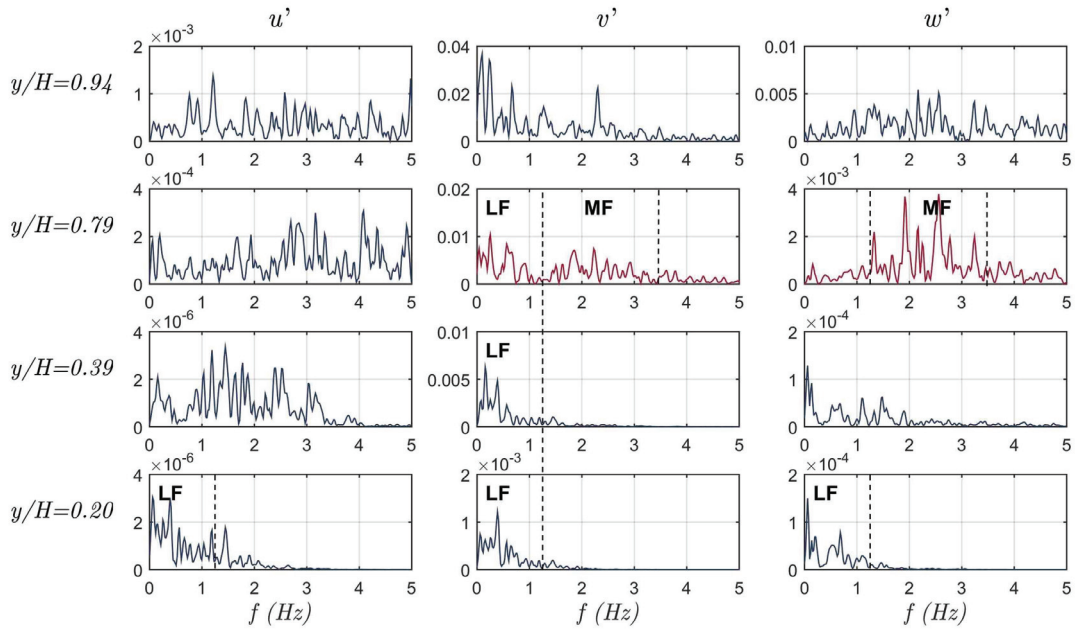 u' v' w'
y/H=0.94
×10⁻³
2
1
0
0 1 2 3 4 5
0.04
0.02
0
0 1 2 3 4 5
0.01
0.005
0
0 1 2 3 4 5
y/H=0.79
×10⁻⁴
4
2
0
0 1 2 3 4 5
0.02
0.01
0
LF MF
0 1 2 3 4 5
×10⁻³
4
2
0
MF
0 1 2 3 4 5
y/H=0.39
×10⁻⁶
4
2
0
0 1 2 3 4 5
0.01
0.005
0
LF
0 1 2 3 4 5
×10⁻⁴
2
1
0
0 1 2 3 4 5
y/H=0.20
×10⁻⁶
4
2
0
LF
0 1 2 3 4 5
f (Hz)
×10⁻³
2
1
0
LF
0 1 2 3 4 5
f (Hz)
×10⁻⁴
2
1
0
LF
0 1 2 3 4 5
f (Hz)